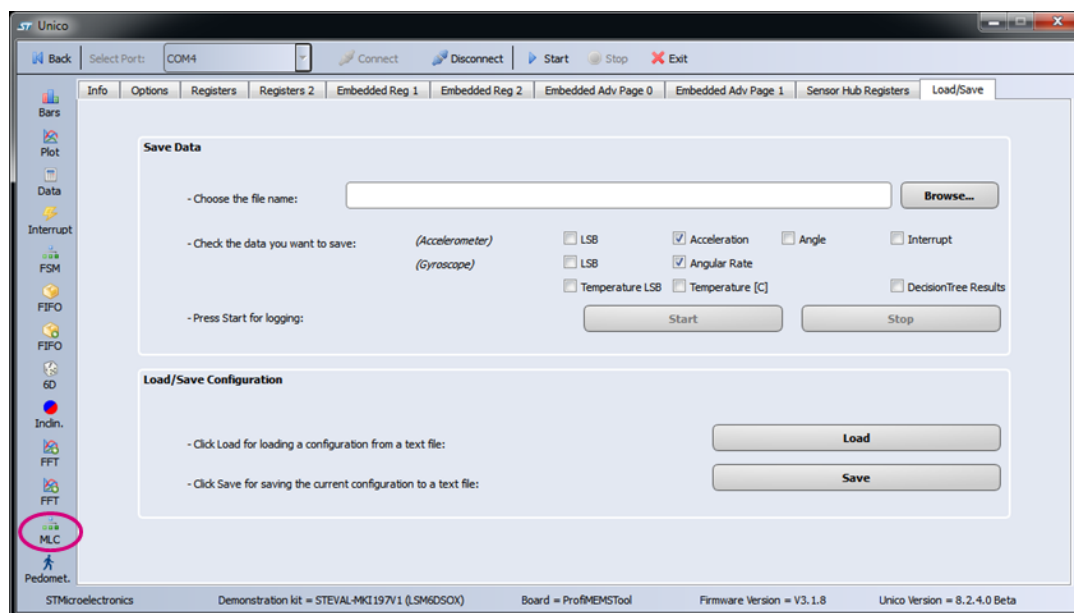 ST Unico
Back Select Port: COM4 Connect Disconnect Start Stop Exit
Info Options Registers Registers 2 Embedded Reg 1 Embedded Reg 2 Embedded Adv Page 0 Embedded Adv Page 1 Sensor Hub Registers Load/Save
Bars
Plot
Data
Interrupt
FSM
FIFO
FIFO
6D
Indin.
FFT
FFT
MLC
Pedomet.
Save Data
- Choose the file name: Browse...
- Check the data you want to save: (Accelerometer) LSB Acceleration Angle Interrupt
(Gyroscope) LSB Angular Rate
Temperature LSB Temperature [C] DecisionTree Results
- Press Start for logging: Start Stop
Load/Save Configuration
- Click Load for loading a configuration from a text file: Load
- Click Save for saving the current configuration to a text file: Save
STMicroelectronics Demonstration kit = STEVAL-MKI197V1 (LSM6DSOX) Board = ProfiMEMSTool Firmware Version = V3.1.8 Unico Version = 8.2.4.0 Beta